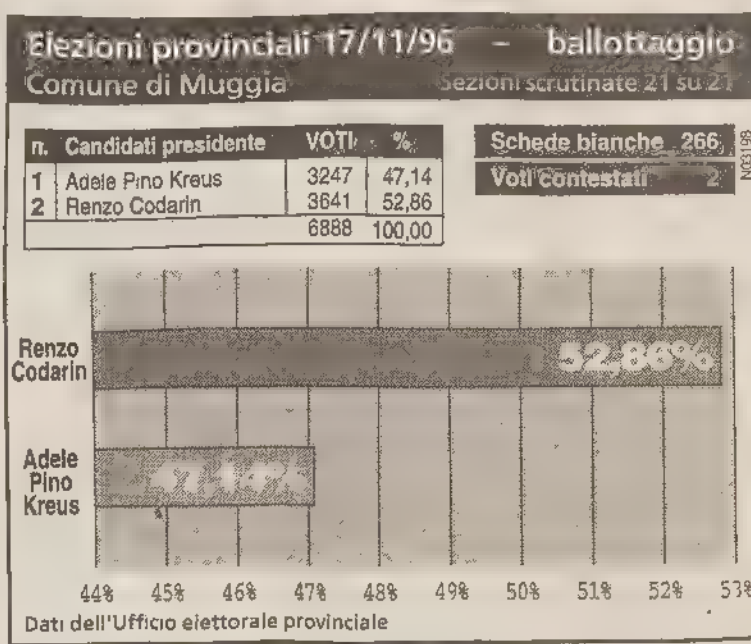 Elezioni provinciali 17/11/96 – ballottaggio
Comune di Muggia Sezioni scrutinate 21 su 21
n. Candidati presidente VOTI %
1 Adele Pino Kreus 3247 47,14
2 Renzo Codarin 3641 52,86
6888 100,00
Schede bianche 266
Voti contestati 2
N03198
Renzo
Codarin
52,86%
Adele
Pino
Kreus
47,14%
44% 45% 46% 47% 48% 49% 50% 51% 52% 53%
Dati dell'Ufficio elettorale provinciale